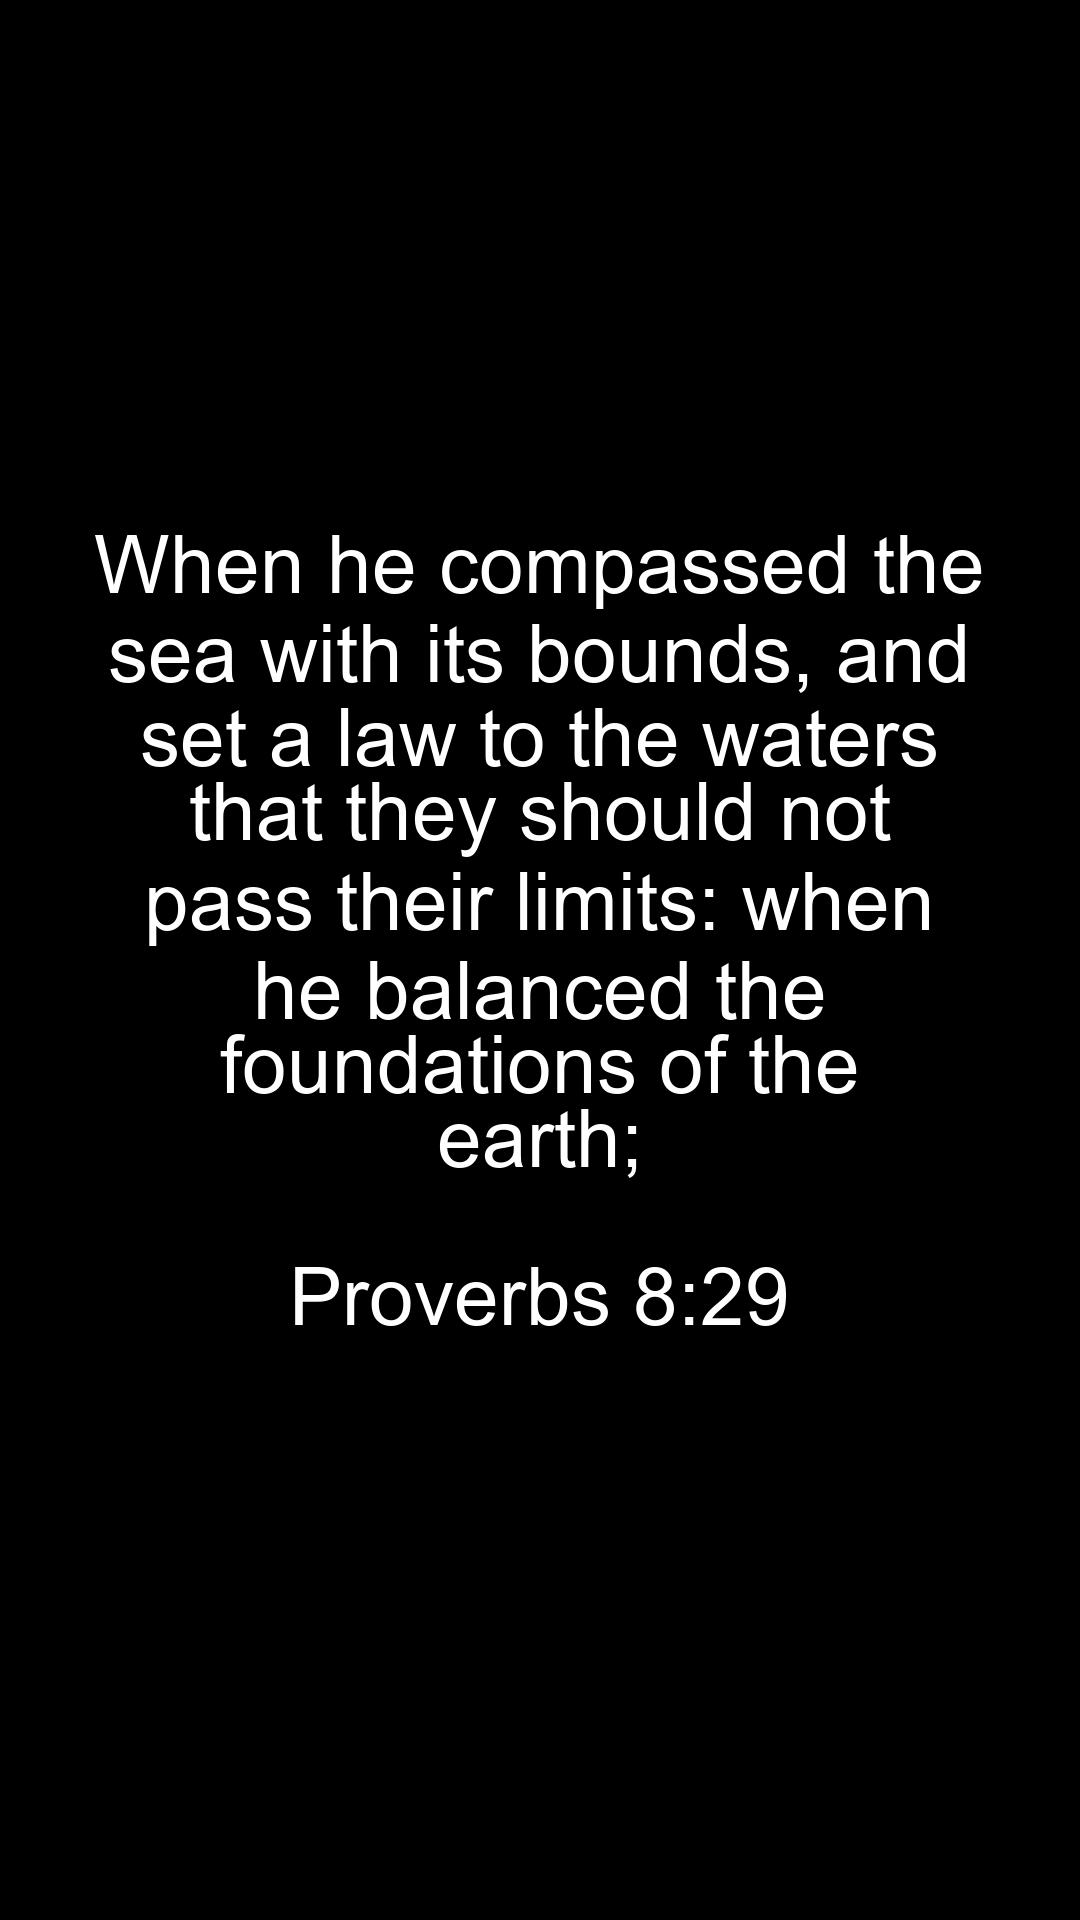 When he compassed the
sea with its bounds, and
set a law to the waters
that they should not
pass their limits: when
he balanced the
foundations of the
earth;
Proverbs 8:29